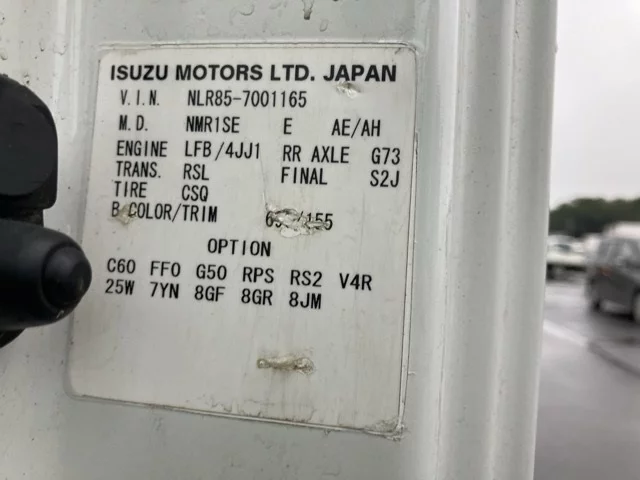 ISUZU MOTORS LTD. JAPAN
V.I.N. NLR85-7001165
M.D. NMR1SE E AE/AH
ENGINE LFB/4JJ1 RR AXLE G73
TRANS. RSL FINAL S2J
TIRE CSQ
B COLOR/TRIM /155
OPTION
C60 FF0 G50 RPS RS2 V4R
25W 7YN 8GF 8GR 8JM